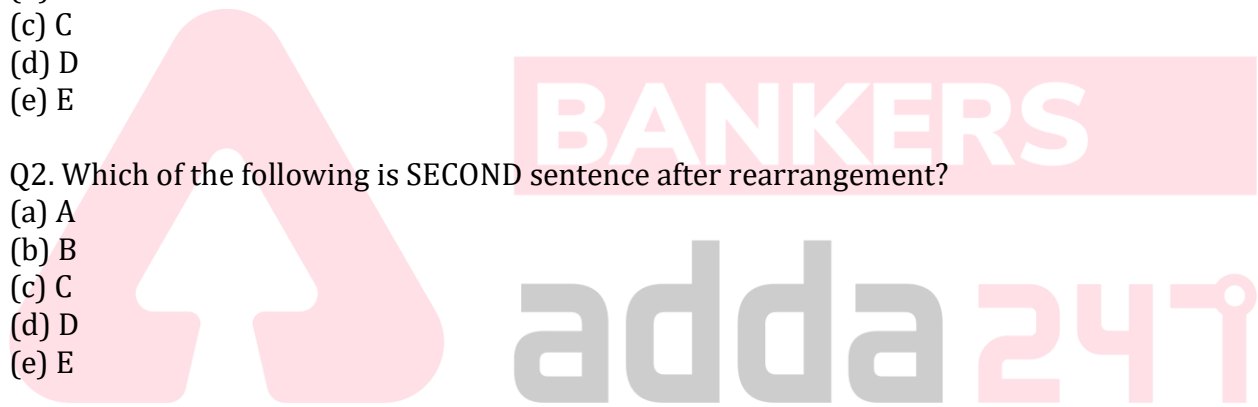 (c) C
(d) D
(e) E
BANKERS
Q2. Which of the following is SECOND sentence after rearrangement?
(a) A
(b) B
(c) C
(d) D
(e) E
adda 247